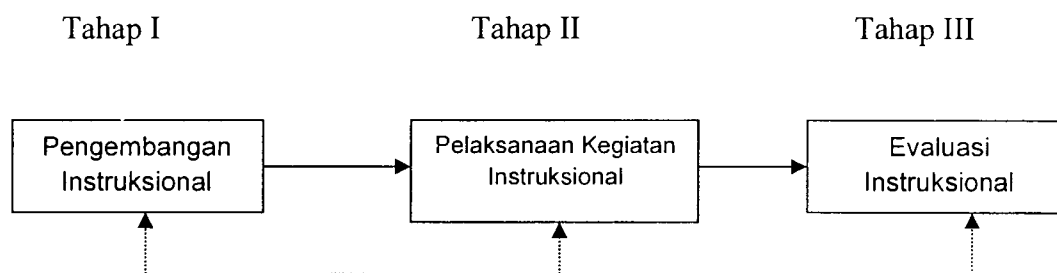 Tahap I
Tahap II
Tahap III
Pengembangan
Instruksional
Pelaksanaan Kegiatan
Instruksional
Evaluasi
Instruksional